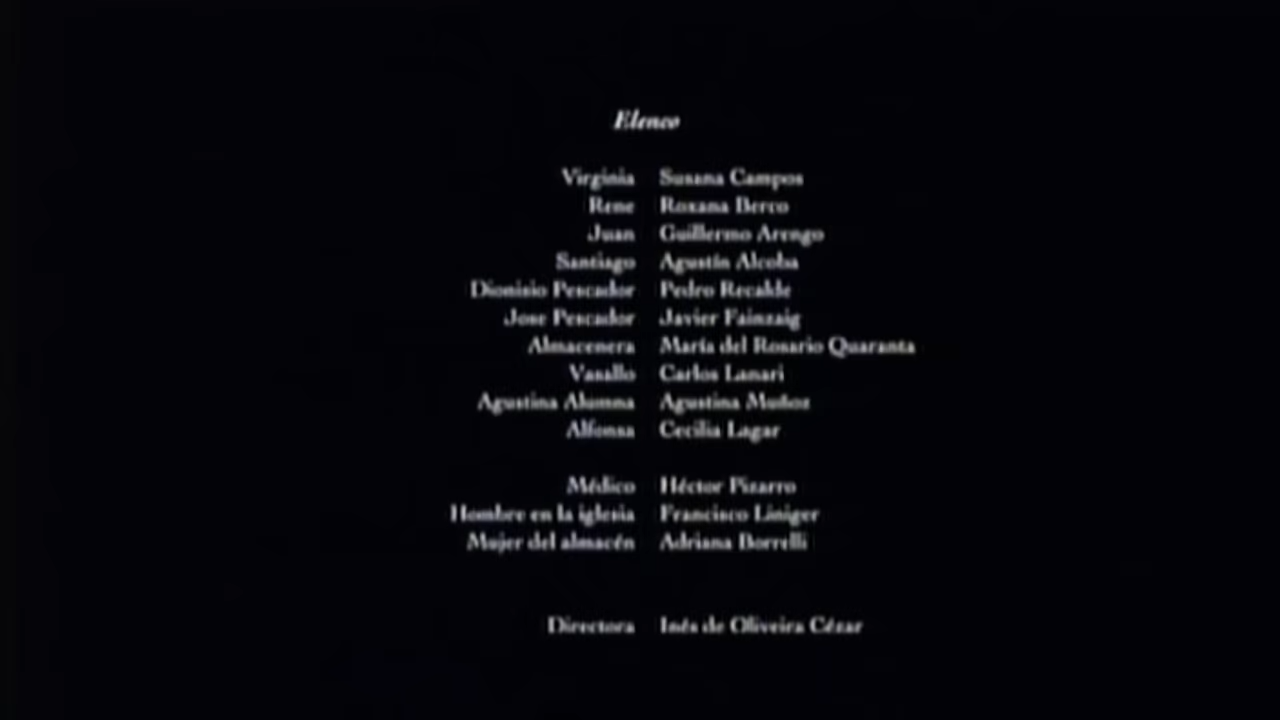 Elenco
Virginia Susana Campos
Rene Roxana Berco
Juan Guillermo Arengo
Santiago Agustín Alcoba
Dionisio Pescador Pedro Recalde
Jose Pescador Javier Fainzaig
Almacenera María del Rosario Quaranta
Vasallo Carlos Lanari
Agustina Alumna Agustina Muñoz
Alfonsa Cecilia Lagar
Médico Héctor Pizarro
Hombre en la iglesia Francisco Liniger
Mujer del almacén Adriana Borrelli
Directora Inés de Oliveira Cézar